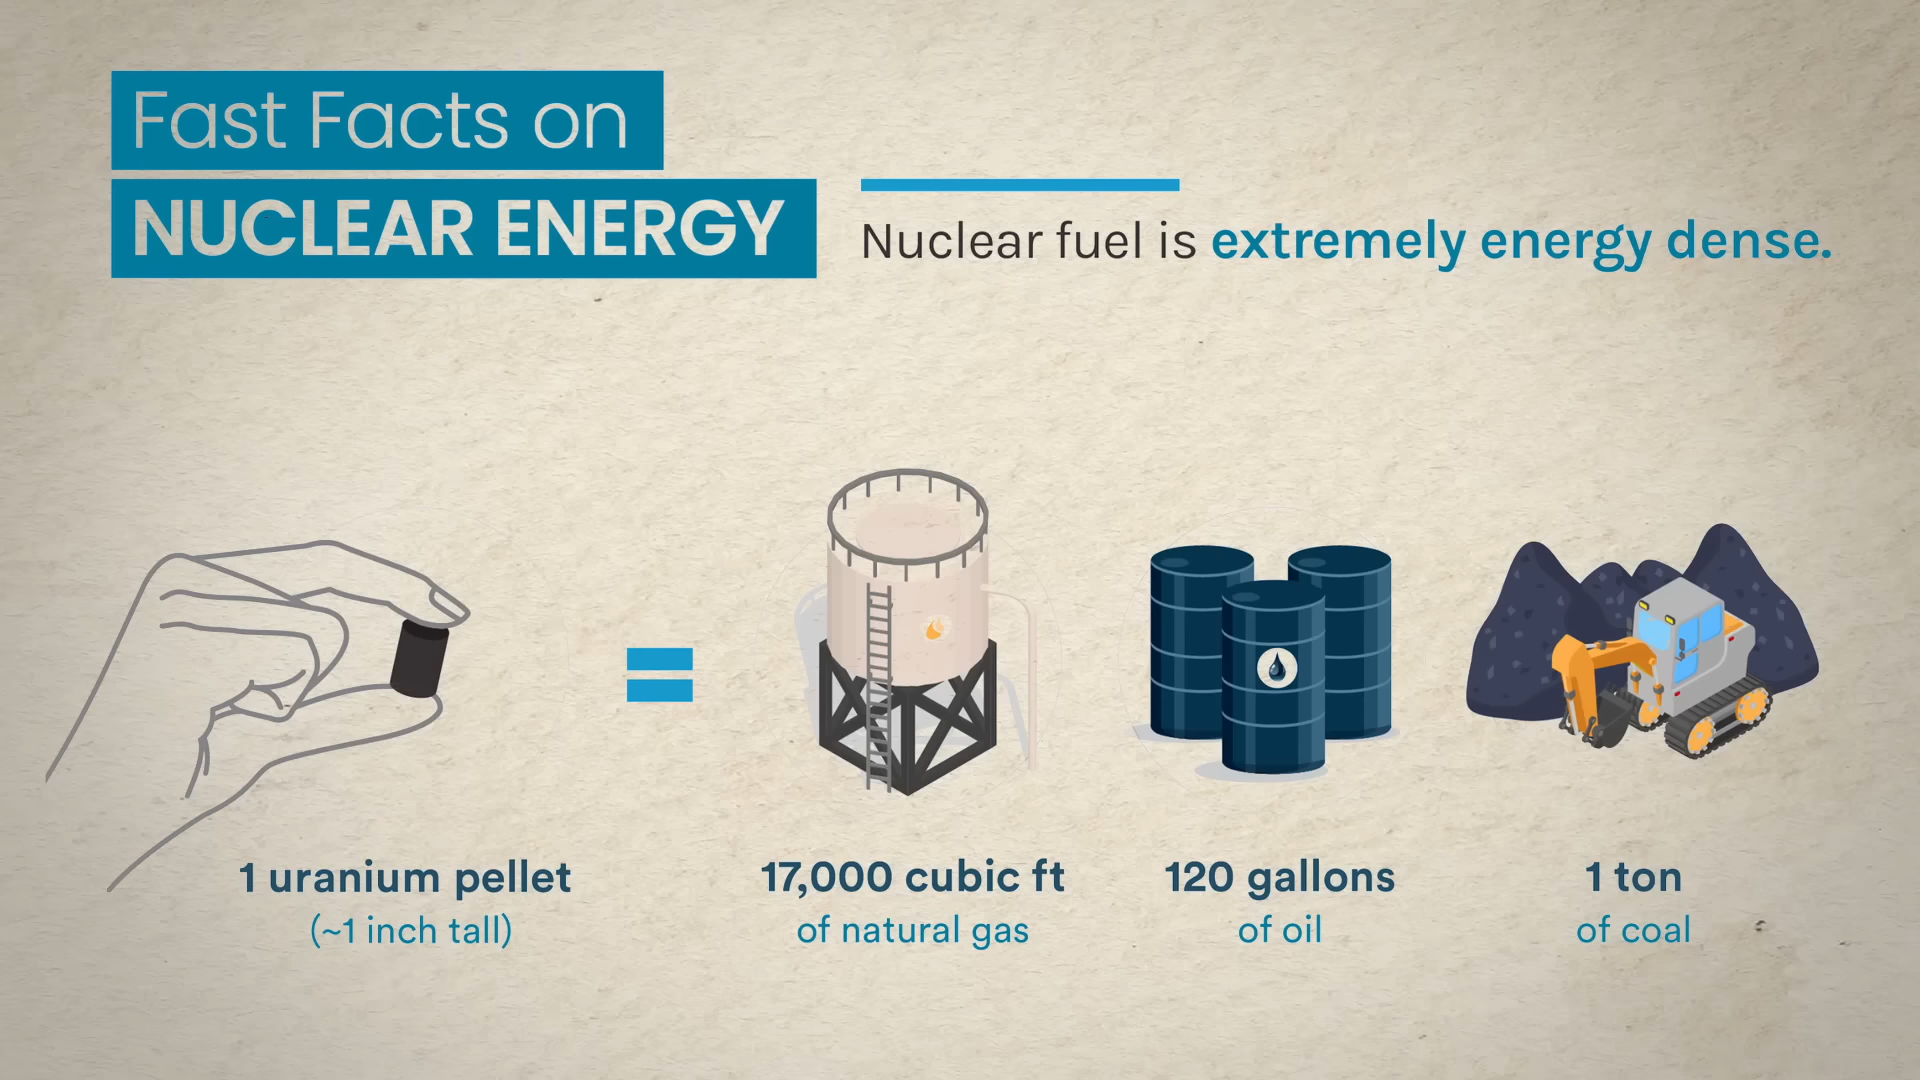 Fast Facts on
NUCLEAR ENERGY
Nuclear fuel is extremely energy dense.
1 uranium pellet
(~1 inch tall)
17,000 cubic ft
of natural gas
120 gallons
of oil
1 ton
of coal